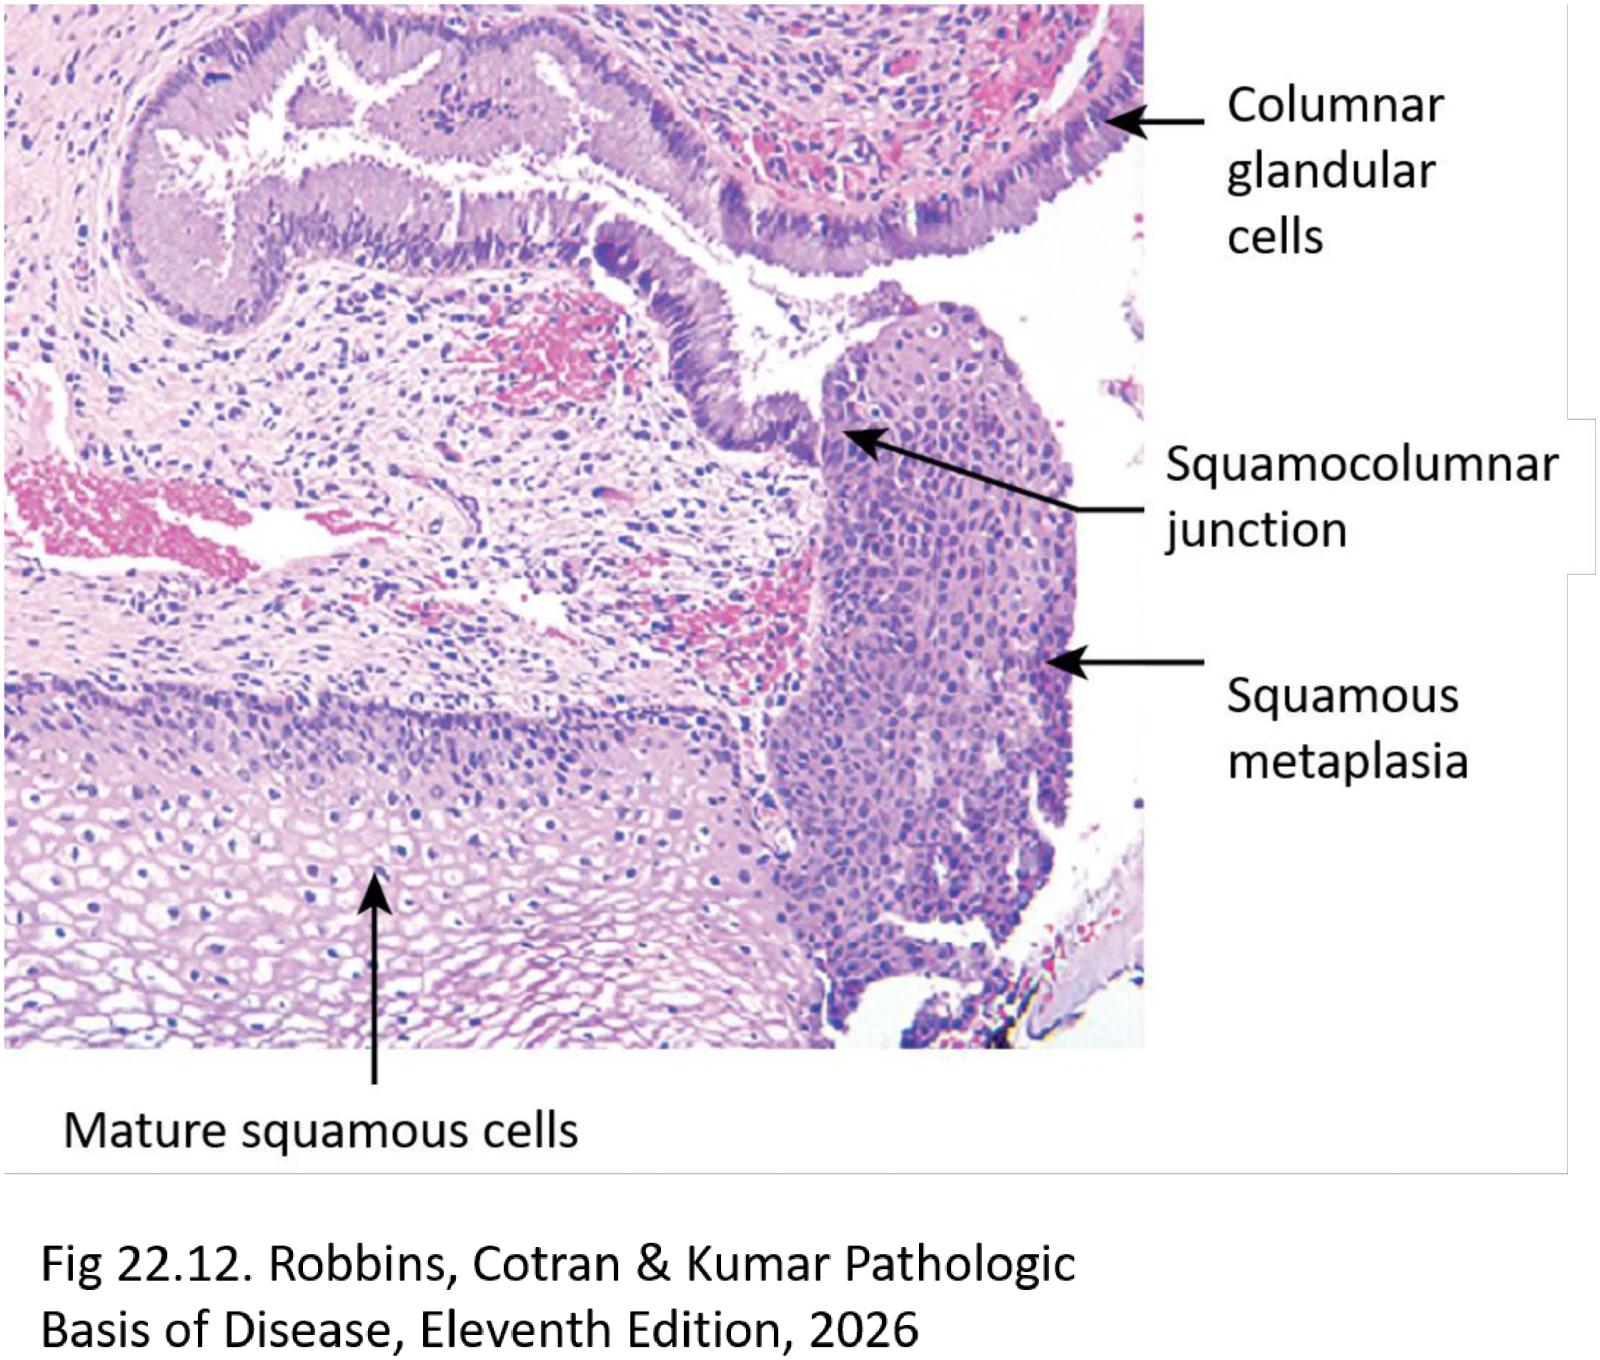 Columnar
glandular
cells
Squamocolumnar
junction
Squamous
metaplasia
Mature squamous cells
Fig 22.12. Robbins, Cotran & Kumar Pathologic
Basis of Disease, Eleventh Edition, 2026